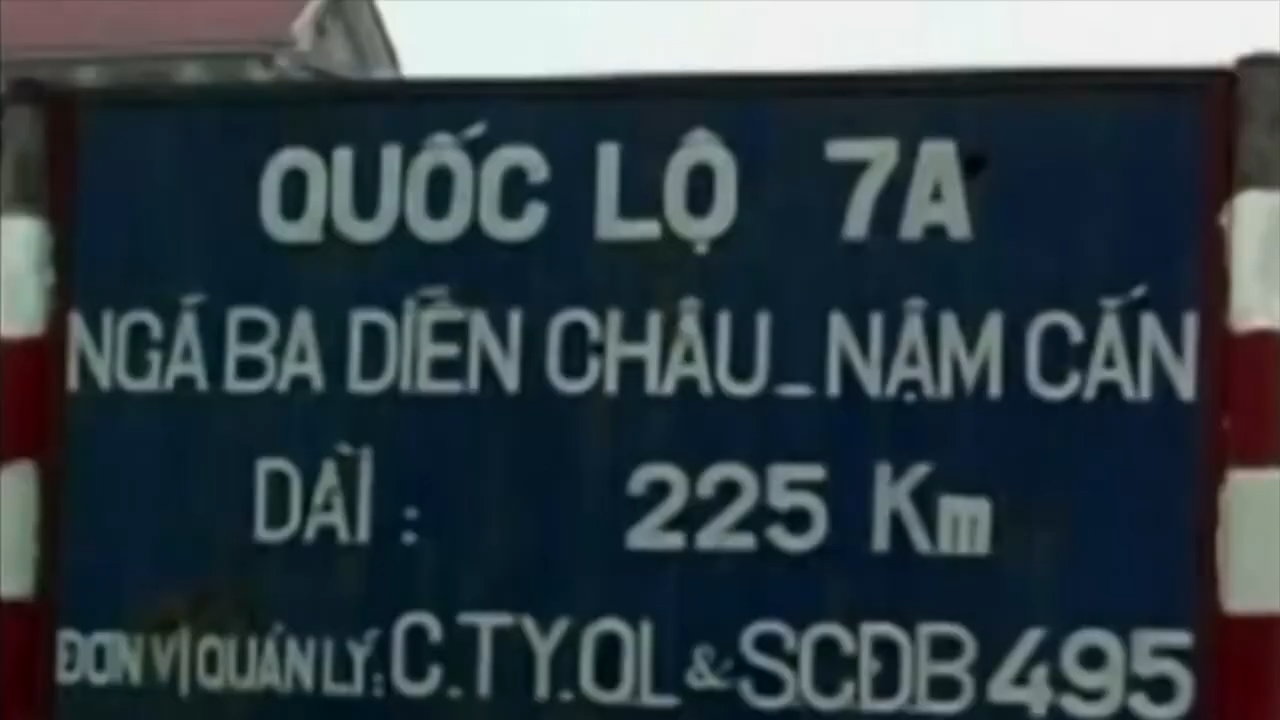 QUỐC LỘ 7A
NGÃ BA DIỄN CHÂU - NẬM CẮN
DÀI : 225 Km
ĐƠN VỊ QUẢN LÝ: C.TY.QL & SCĐB 495